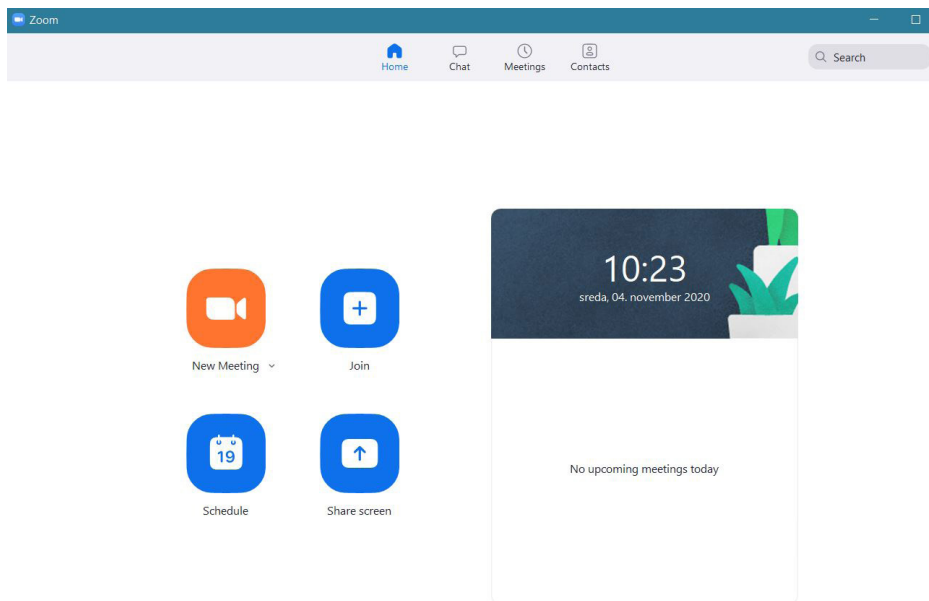 Zoom
Home Chat Meetings Contacts
Search
10:23
sreda, 04. november 2020
New Meeting
Join
19
Schedule
Share screen
No upcoming meetings today